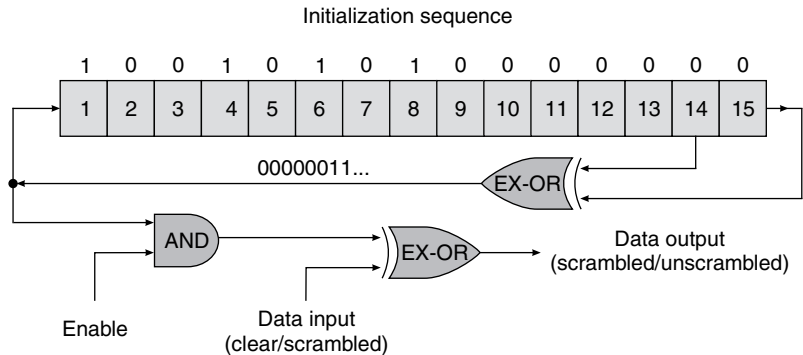 Initialization sequence
1 0 0 1 0 1 0 1 0 0 0 0 0 0 0
1 2 3 4 5 6 7 8 9 10 11 12 13 14 15
00000011...
EX-OR
AND
EX-OR
Data output
(scrambled/unscrambled)
Enable
Data input
(clear/scrambled)